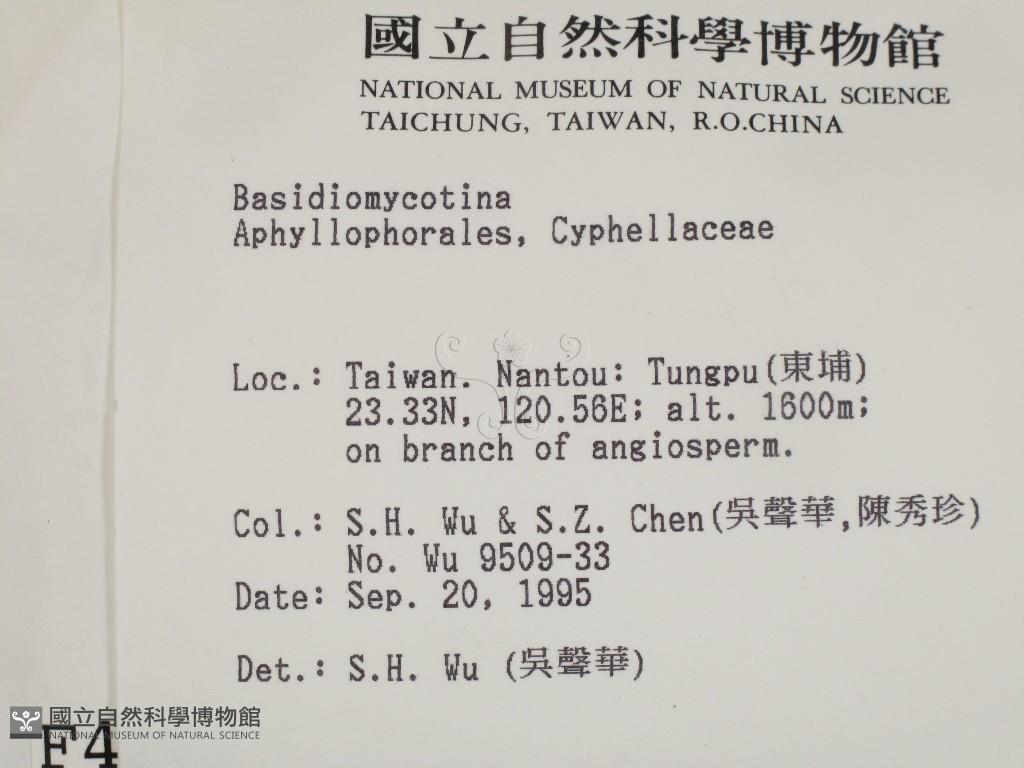 國立自然科學博物館
NATIONAL MUSEUM OF NATURAL SCIENCE
TAICHUNG, TAIWAN, R.O.CHINA
Basidiomycotina
Aphyllophorales, Cyphellaceae
Loc.: Taiwan. Nantou: Tungpu(東埔)
23.33N, 120.56E; alt. 1600m;
on branch of angiosperm.
Col.: S.H. Wu & S.Z. Chen(吳聲華,陳秀珍)
No. Wu 9509-33
Date: Sep. 20, 1995
Det.: S.H. Wu (吳聲華)
國立自然科學博物館
NATIONAL MUSEUM OF NATURAL SCIENCE
F4